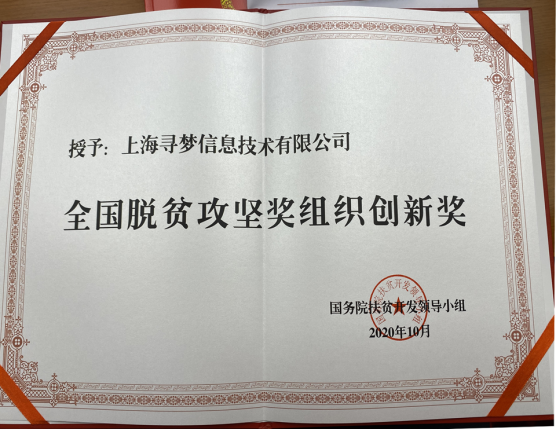 授予：上海寻梦信息技术有限公司
全国脱贫攻坚奖组织创新奖
国务院扶贫开发领导小组
2020年10月